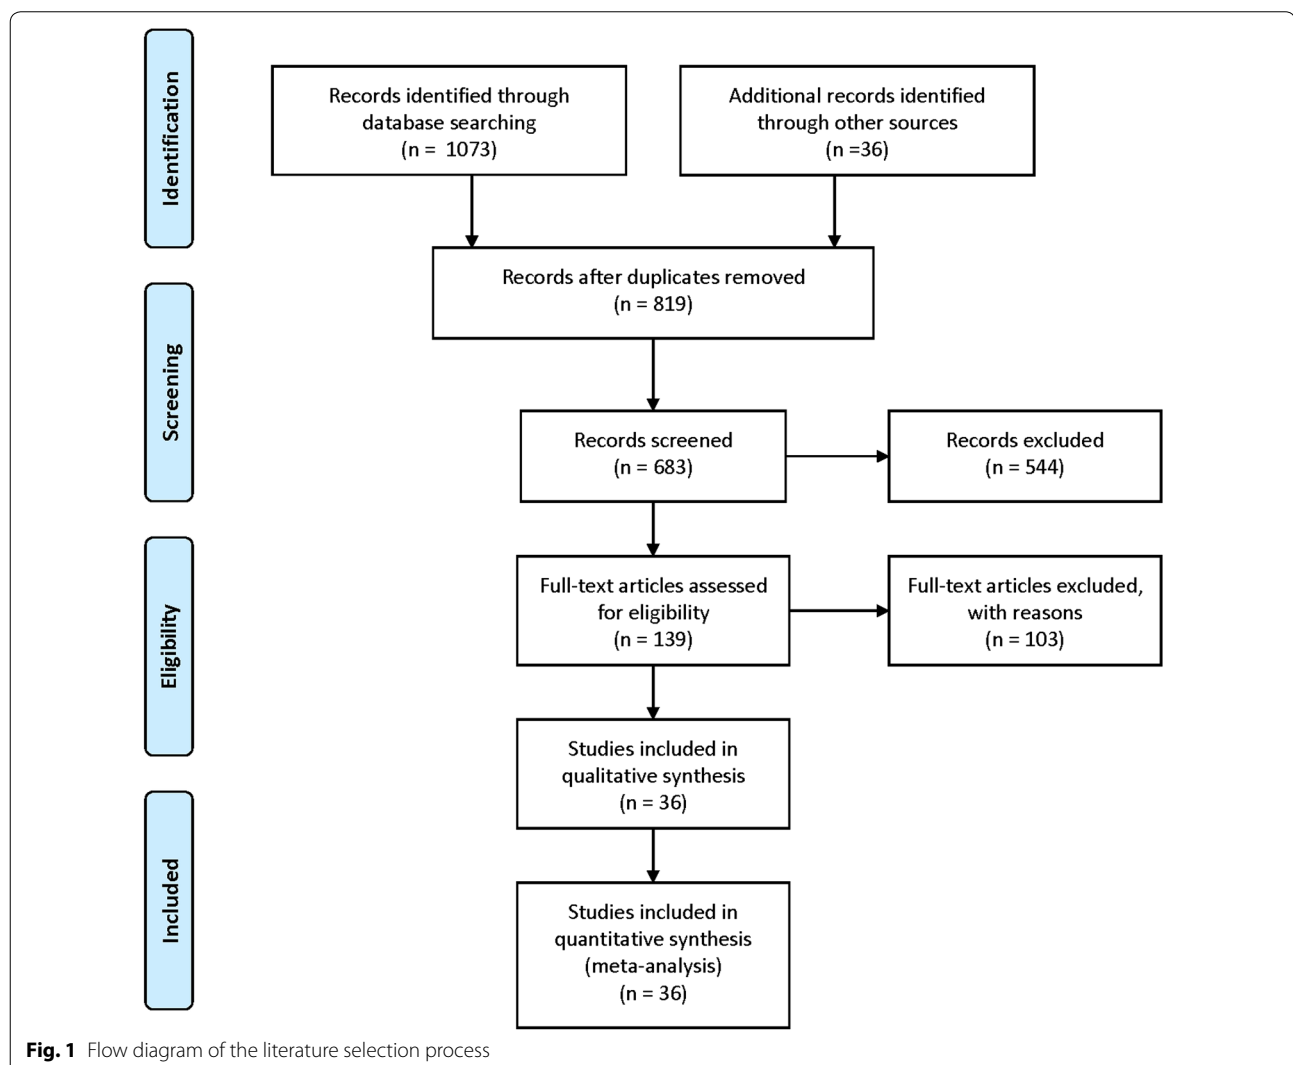 Identification
Records identified through
database searching
(n =  1073)
Additional records identified
through other sources
(n =36)
Records after duplicates removed
(n = 819)
Screening
Records screened
(n = 683)
Records excluded
(n = 544)
Eligibility
Full-text articles assessed
for eligibility
(n = 139)
Full-text articles excluded,
with reasons
(n = 103)
Studies included in
qualitative synthesis
(n = 36)
Included
Studies included in
quantitative synthesis
(meta-analysis)
(n = 36)
Fig. 1 Flow diagram of the literature selection process